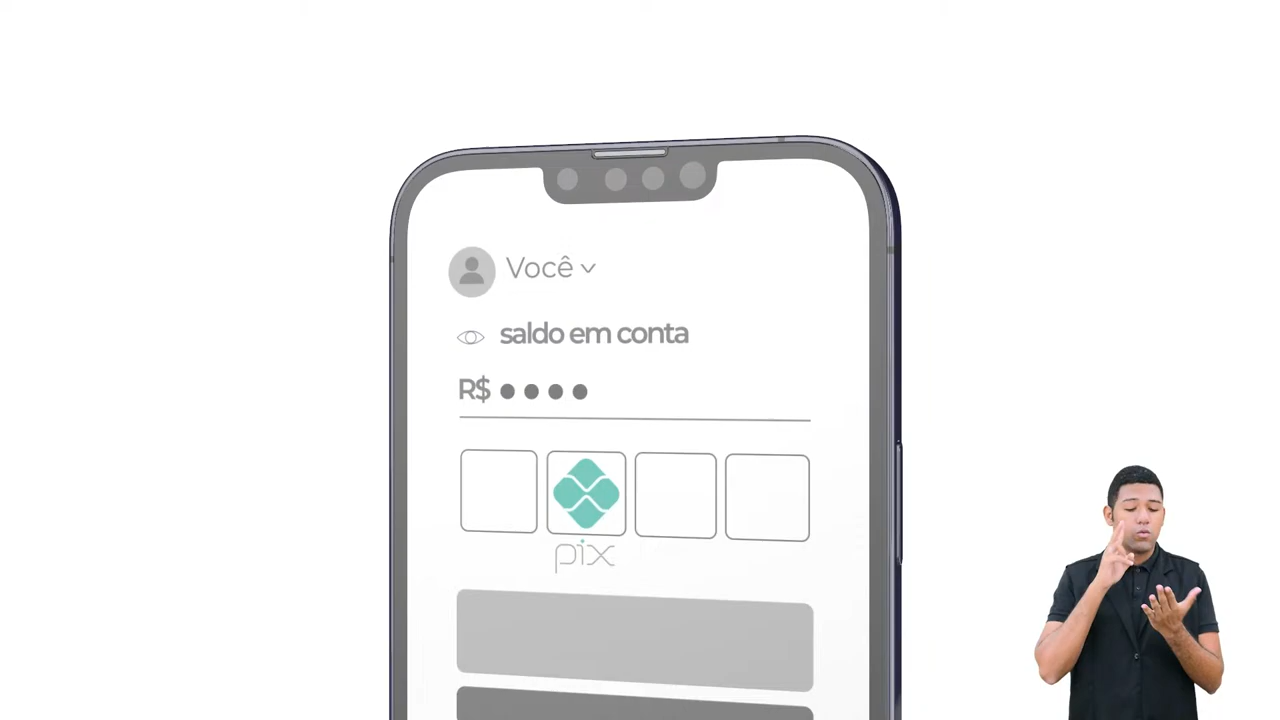 Você
saldo em conta
R$ ● ● ● ●
pix